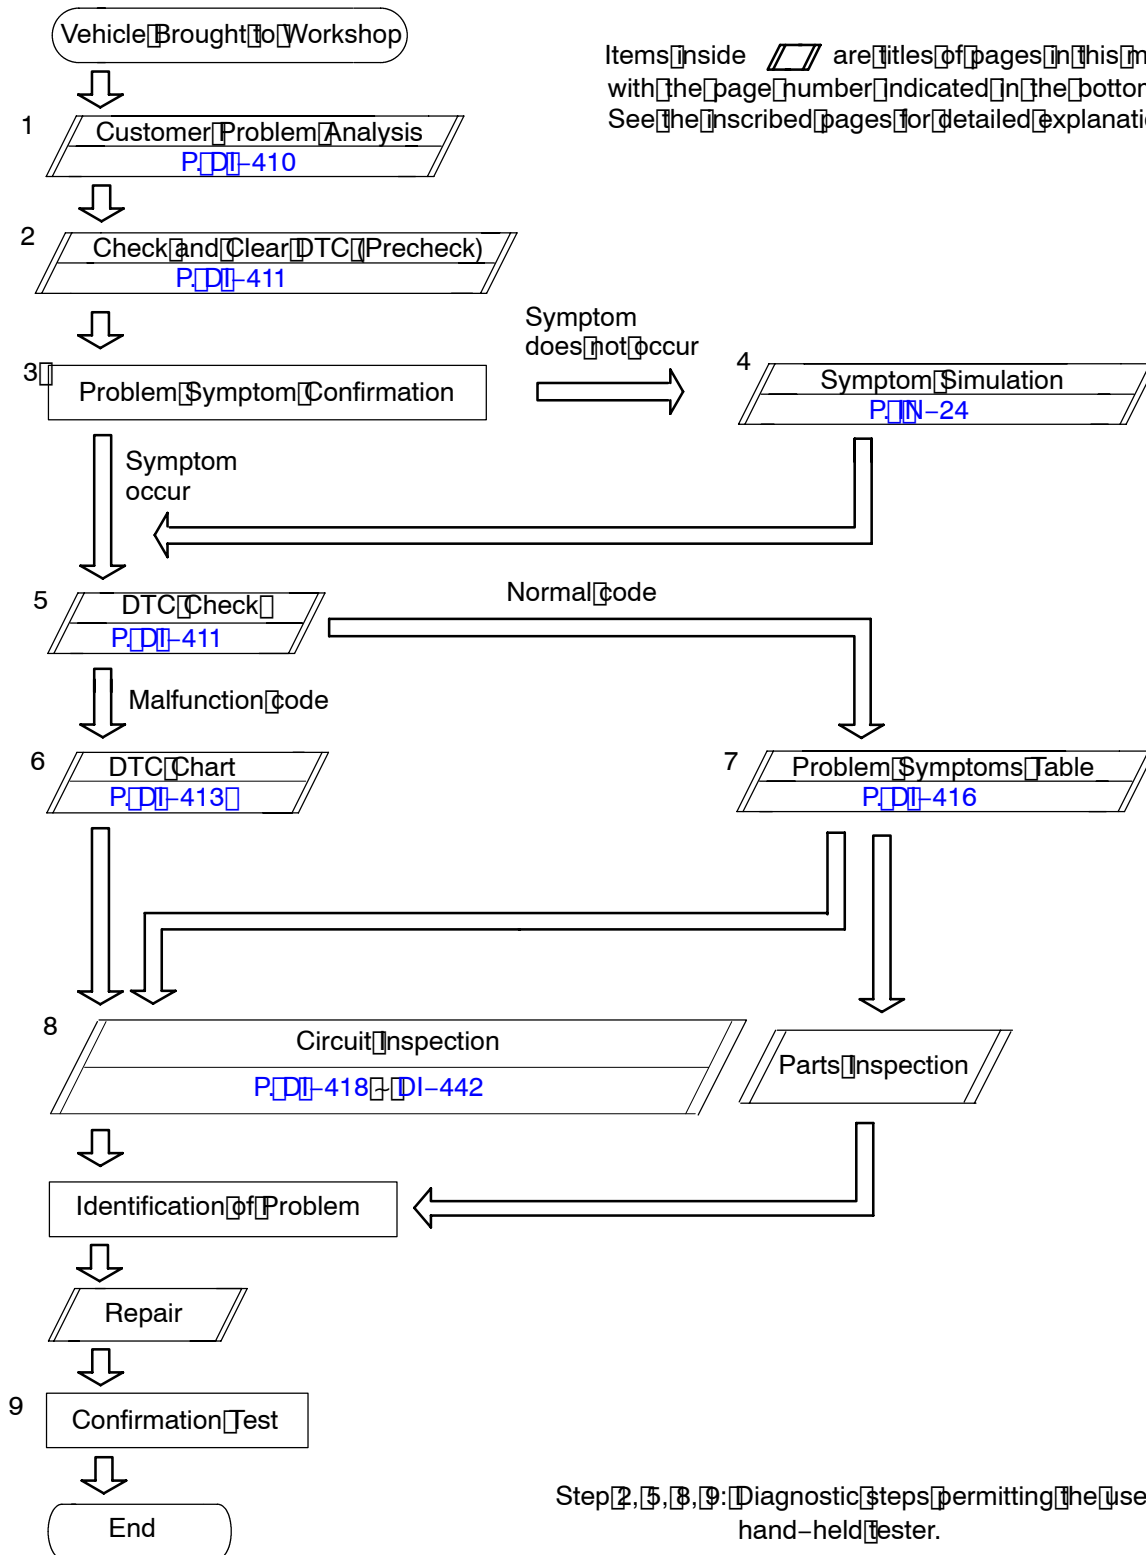 Vehicle Brought to Workshop
Items inside are titles of pages in this
with the page number indicated in the
See the inscribed pages for detailed
1
Customer Problem Analysis
P. DI–410
2
Check and Clear DTC (Precheck)
P. DI–411
Symptom
does not occur
3
Problem Symptom Confirmation
4
Symptom Simulation
P. IN–24
Symptom
occur
5
DTC Check
P. DI–411
Normal code
Malfunction code
6
DTC Chart
P. DI–413
7
Problem Symptoms Table
P. DI–416
8
Circuit Inspection
P. DI–418 ~ DI–442
Parts Inspection
Identification of Problem
Repair
9
Confirmation Test
End
Step 2, 5, 8, 9: Diagnostic steps permitting the use
hand–held tester.